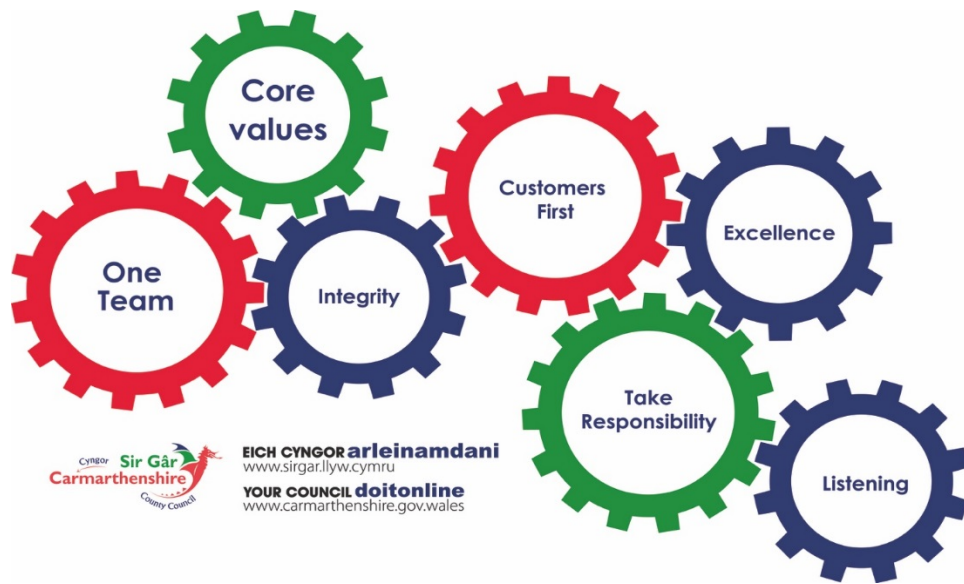 Core
values
One
Team
Integrity
Customers
First
Excellence
Take
Responsibility
Listening
Cyngor Sir Gâr
Carmarthenshire
County Council
EICH CYNGOR arleinamdani
www.sirgar.llyw.cymru
YOUR COUNCIL doitonline
www.carmarthenshire.gov.wales